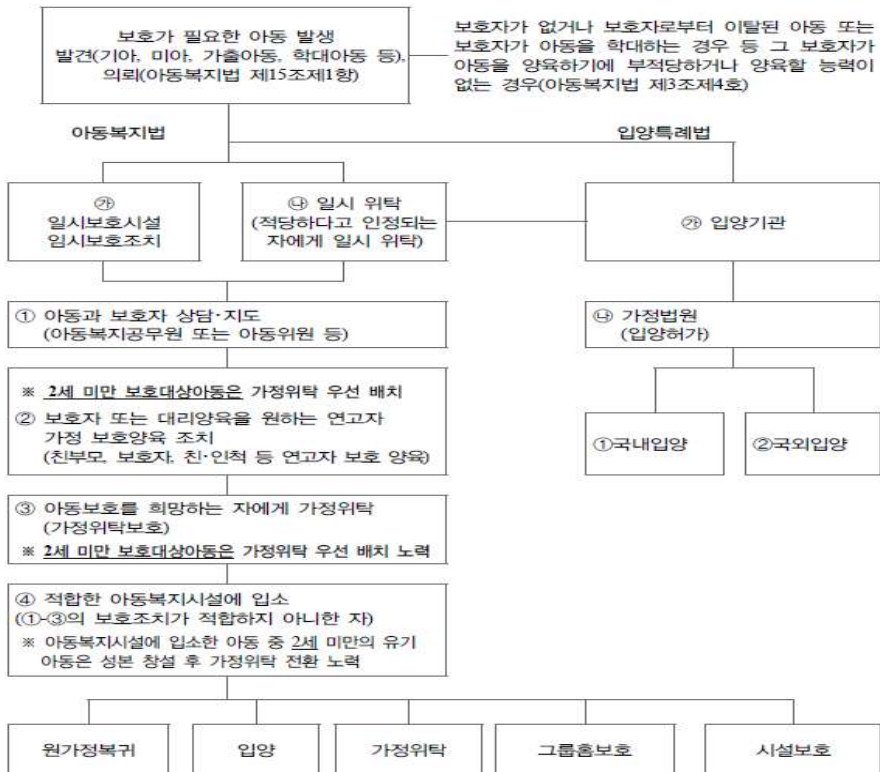 보호가 필요한 아동 발생
발견(기아, 미아, 가출아동, 학대아동 등),
의뢰(아동복지법 제15조제1항)
보호자가 없거나 보호자로부터 이탈된 아동 또는
보호자가 아동을 학대하는 경우 등 그 보호자가
아동을 양육하기에 부적당하거나 양육할 능력이
없는 경우(아동복지법 제3조제4호)
아동복지법
입양특례법
㉮
일시보호시설
임시보호조치
㉯ 일시 위탁
(적당하다고 인정되는
자에게 일시 위탁)
㉮ 입양기관
① 아동과 보호자 상담·지도
(아동복지공무원 또는 아동위원 등)
㉯ 가정법원
(입양허가)
※ 2세 미만 보호대상아동은 가정위탁 우선 배치
② 보호자 또는 대리양육을 원하는 연고자
가정 보호양육 조치
(친부모, 보호자, 친·인척 등 연고자 보호 양육)
①국내입양
②국외입양
③ 아동보호를 희망하는 자에게 가정위탁
(가정위탁보호)
※ 2세 미만 보호대상아동은 가정위탁 우선 배치 노력
④ 적합한 아동복지시설에 입소
(①-③의 보호조치가 적합하지 아니한 자)
※ 아동복지시설에 입소한 아동 중 2세 미만의 유기
아동은 성본 창설 후 가정위탁 전환 노력
원가정복귀
입양
가정위탁
그룹홈보호
시설보호